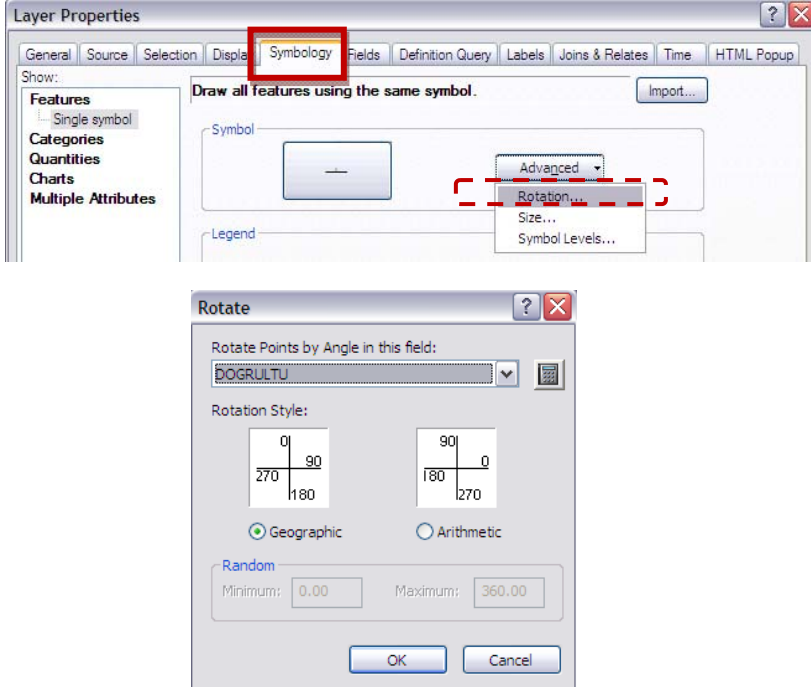 Layer Properties
General Source Selection Display Symbology Fields Definition Query Labels Joins & Relates Time HTML Popup
Show:
Features
Single symbol
Categories
Quantities
Charts
Multiple Attributes
Draw all features using the same symbol.
Import...
Symbol
Advanced
Rotation...
Size...
Symbol Levels...
Legend
Rotate
Rotate Points by Angle in this field:
DOGRULTU
Rotation Style:
0
90
270
180
90
0
180
270
Geographic
Arithmetic
Random
Minimum: 0.00 Maximum: 360.00
OK Cancel